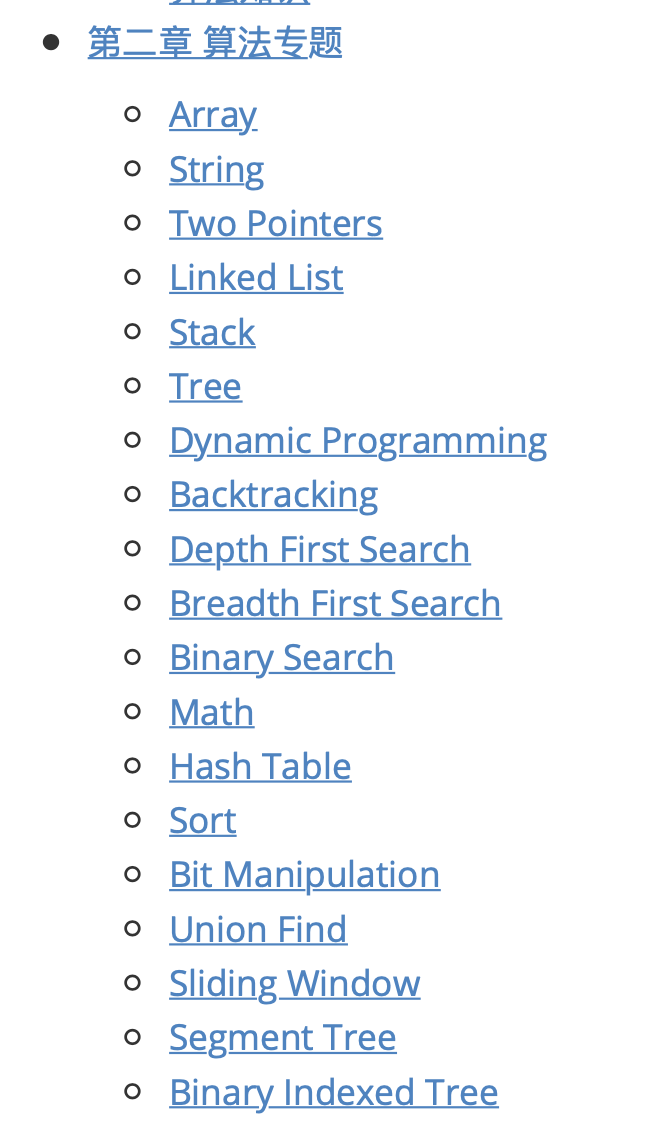 第二章 算法专题
Array
String
Two Pointers
Linked List
Stack
Tree
Dynamic Programming
Backtracking
Depth First Search
Breadth First Search
Binary Search
Math
Hash Table
Sort
Bit Manipulation
Union Find
Sliding Window
Segment Tree
Binary Indexed Tree